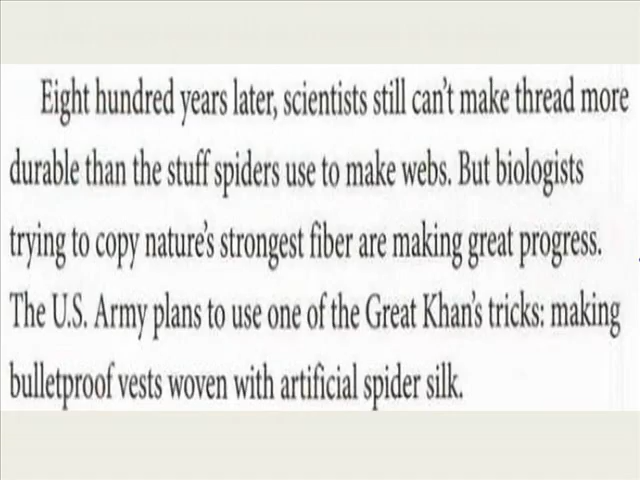 Eight hundred years later, scientists still can't make thread more
durable than the stuff spiders use to make webs. But biologists
trying to copy nature's strongest fiber are making great progress.
The U.S. Army plans to use one of the Great Khan's tricks: making
bulletproof vests woven with artificial spider silk.